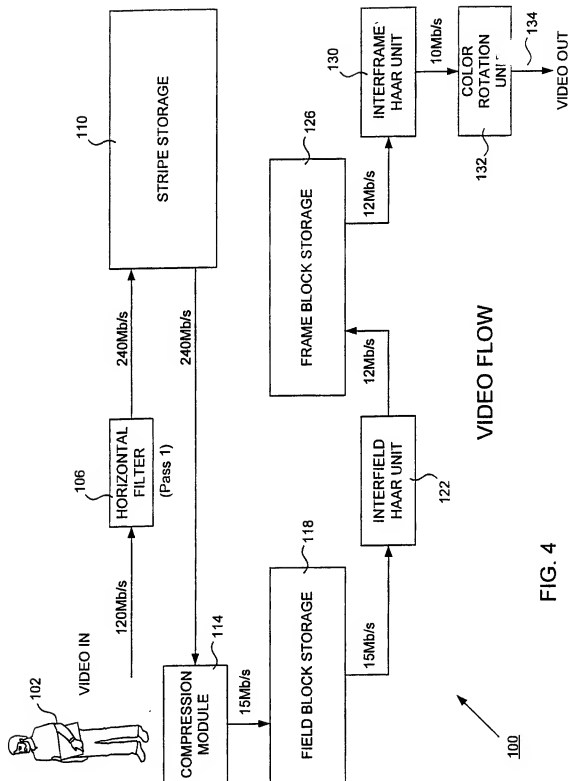 102
VIDEO IN
120Mb/s
106
HORIZONTAL
FILTER
(Pass 1)
240Mb/s
110
STRIPE STORAGE
240Mb/s
114
COMPRESSION
MODULE
15Mb/s
118
FIELD BLOCK STORAGE
15Mb/s
INTERFIELD
HAAR UNIT
122
12Mb/s
126
FRAME BLOCK STORAGE
12Mb/s
130
INTERFRAME
HAAR UNIT
10Mb/s
COLOR
ROTATION
UNIT
132
134
VIDEO OUT
VIDEO FLOW
100
FIG. 4